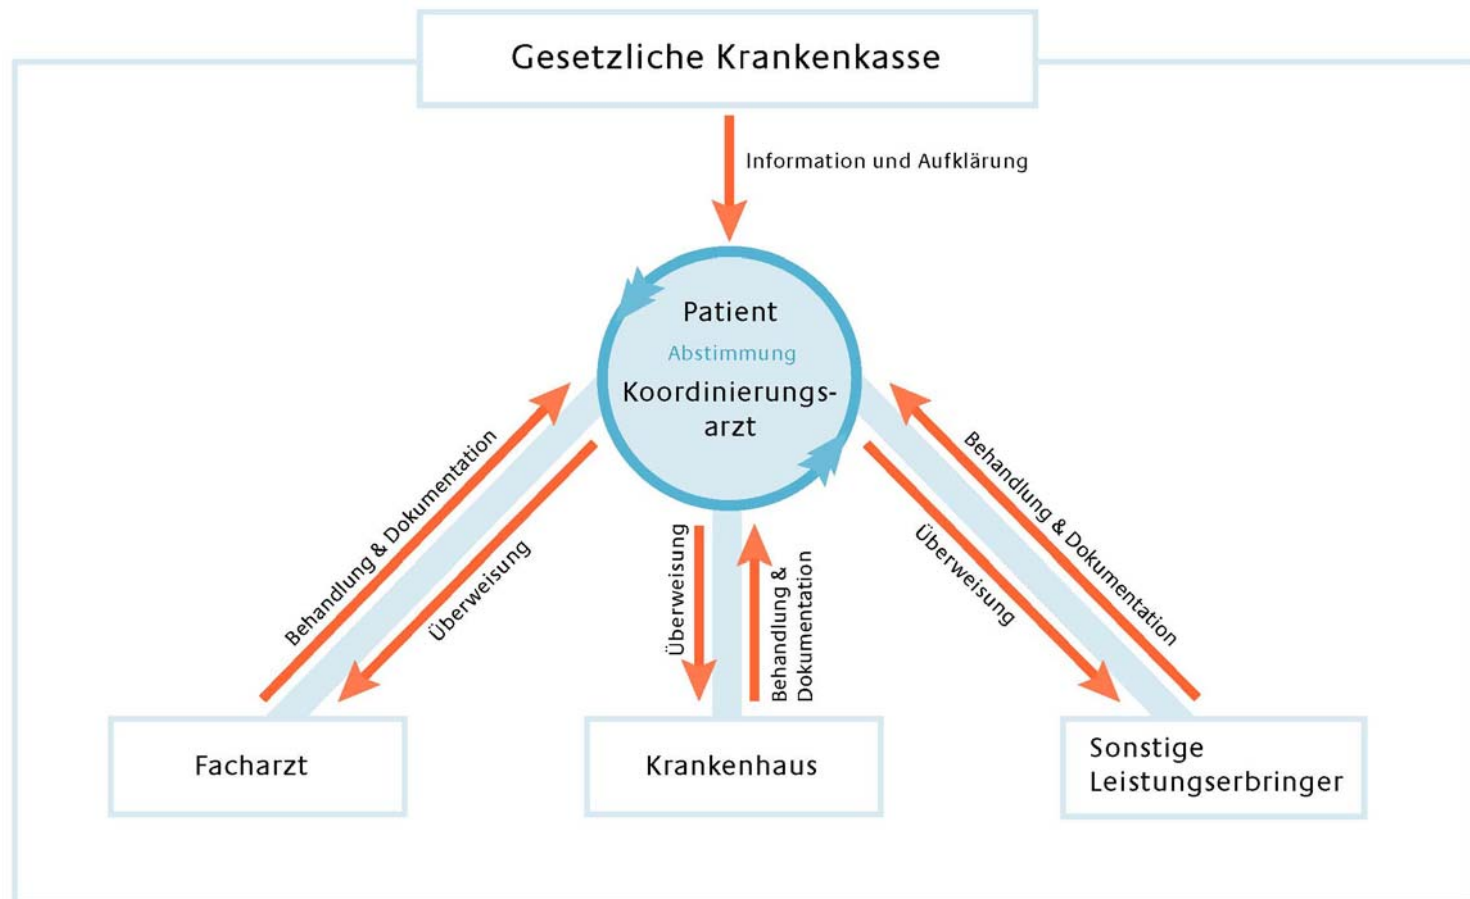 Gesetzliche Krankenkasse
Information und Aufklärung
Patient
Abstimmung
Koordinierungs-
arzt
Behandlung & Dokumentation
Überweisung
Überweisung
Behandlung &
Dokumentation
Überweisung
Behandlung & Dokumentation
Facharzt
Krankenhaus
Sonstige
Leistungserbringer